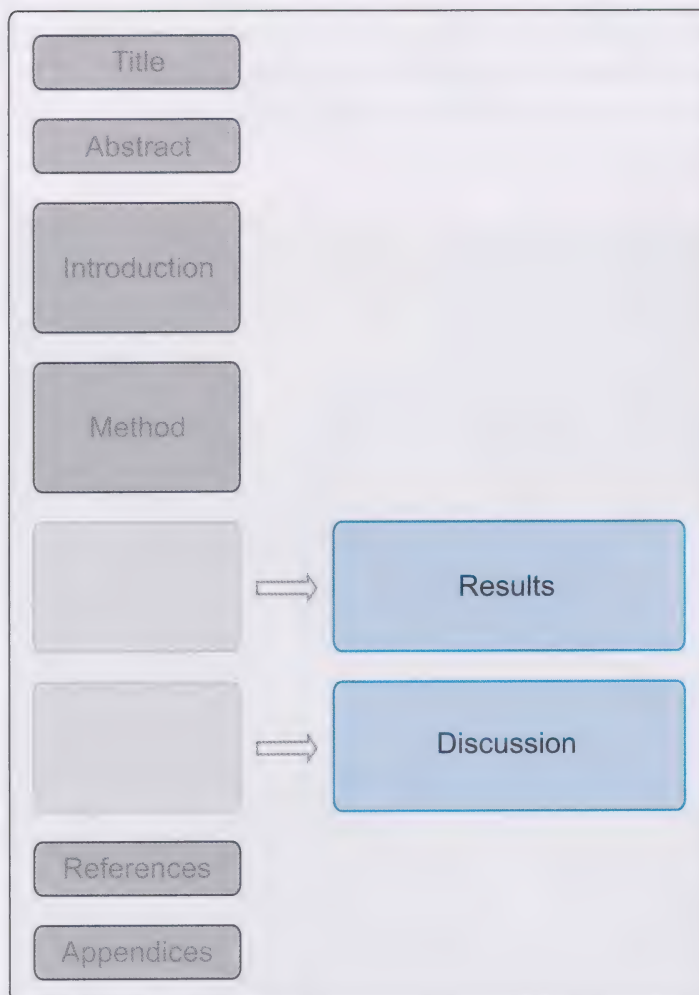 Title
Abstract
Introduction
Method
Results
Discussion
References
Appendices